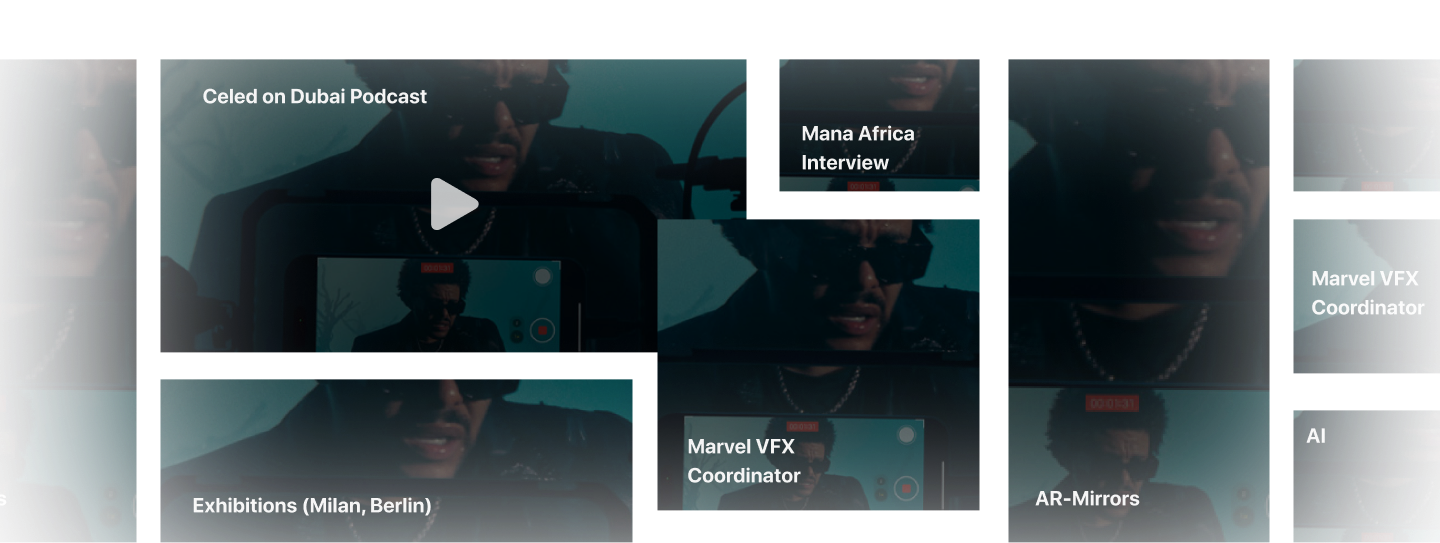 Celed on Dubai Podcast
Mana Africa
Interview
Marvel VFX
Coordinator
Exhibitions (Milan, Berlin)
Marvel VFX
Coordinator
AR-Mirrors
AI
s